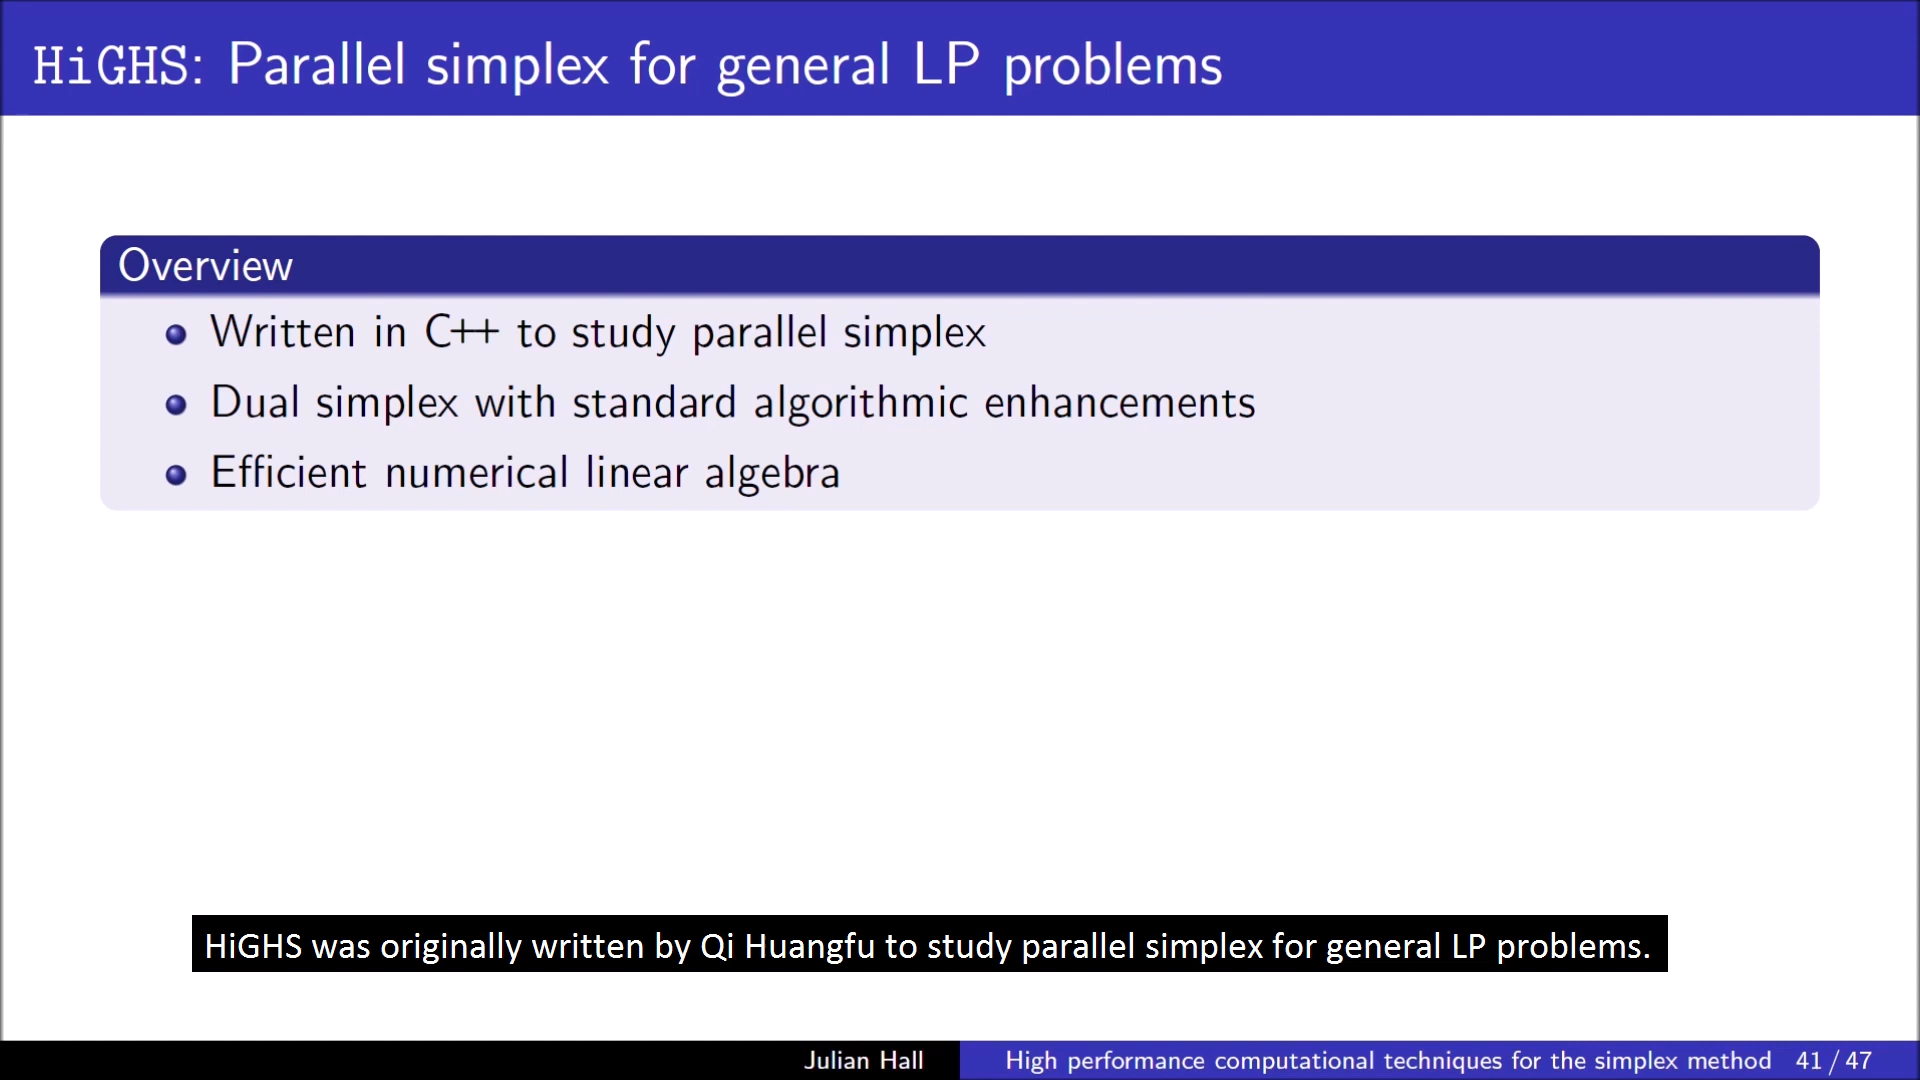 HiGHS: Parallel simplex for general LP problems
Overview
Written in C++ to study parallel simplex
Dual simplex with standard algorithmic enhancements
Efficient numerical linear algebra
HiGHS was originally written by Qi Huangfu to study parallel simplex for general LP problems.
Julian Hall High performance computational techniques for the simplex method 41 / 47